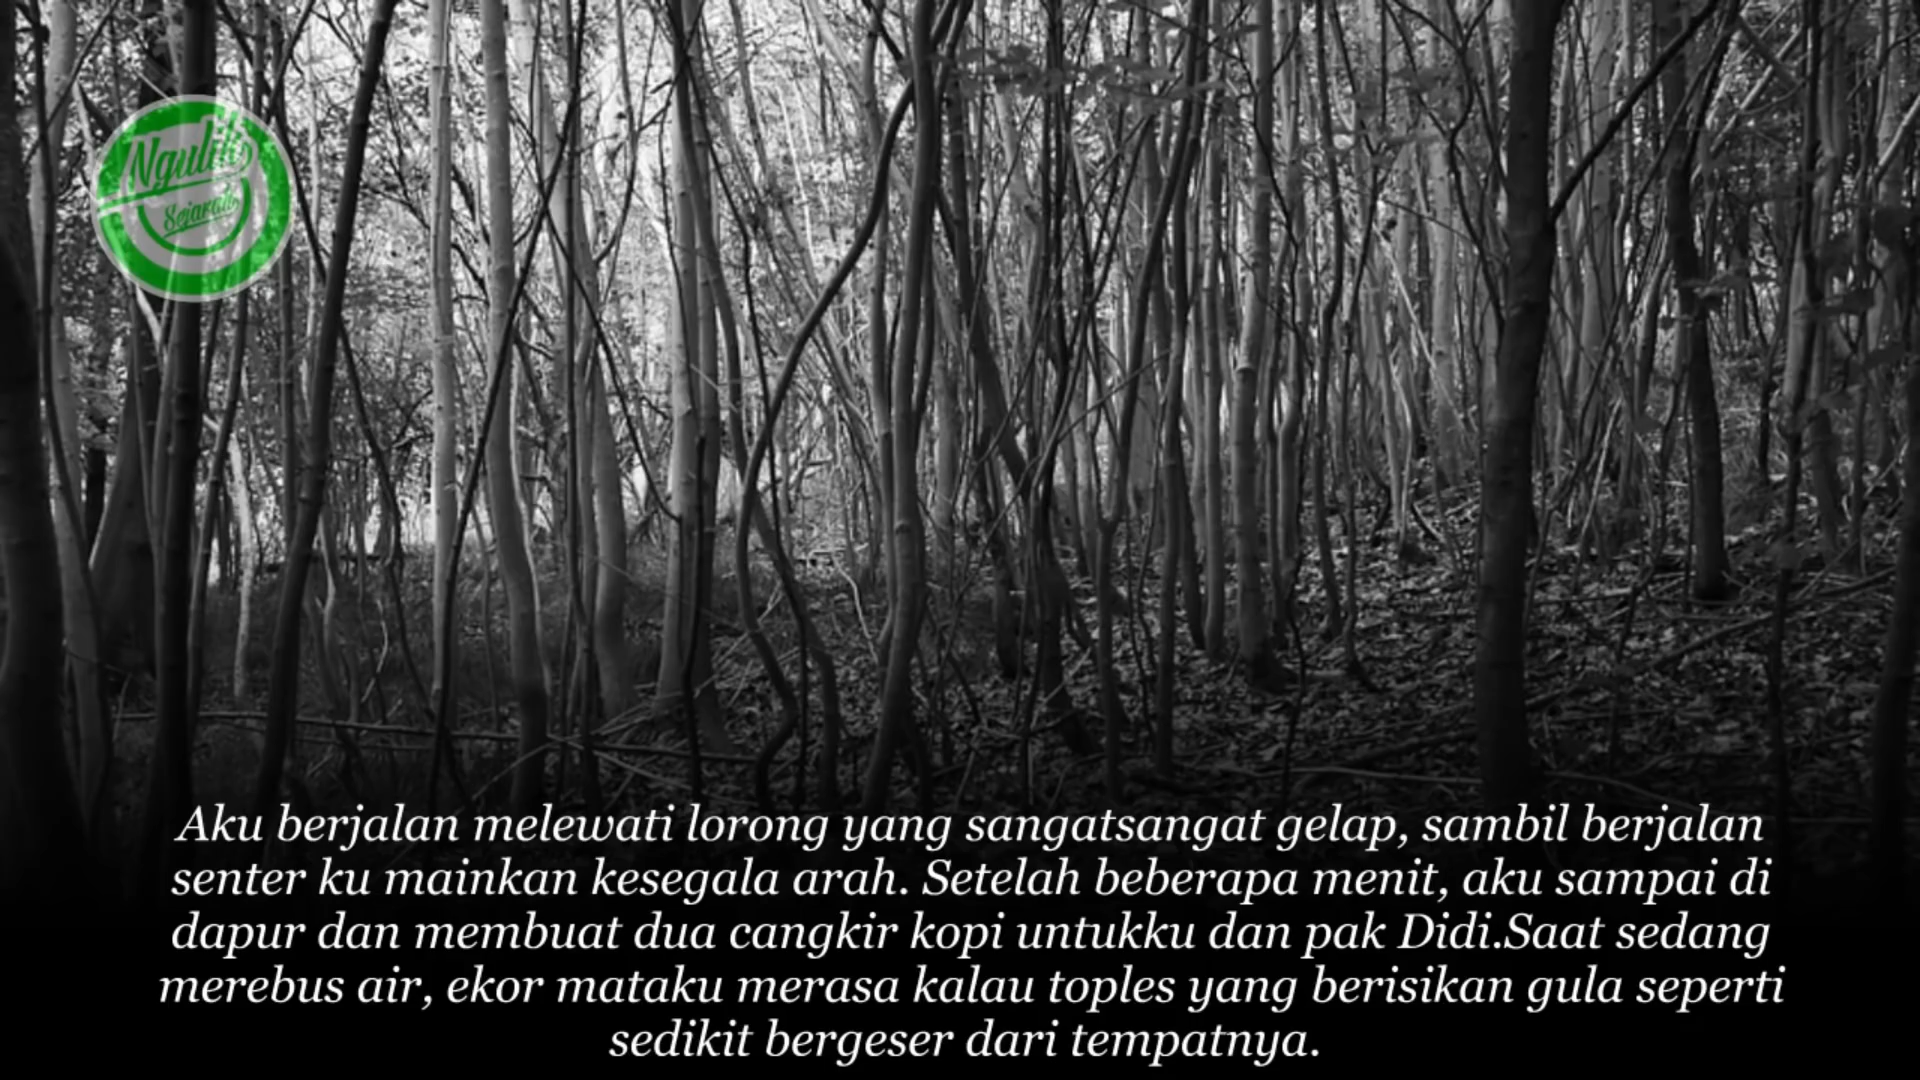 Ngulik
Sejarah
Aku berjalan melewati lorong yang sangatsangat gelap, sambil berjalan
senter ku mainkan kesegala arah. Setelah beberapa menit, aku sampai di
dapur dan membuat dua cangkir kopi untukku dan pak Didi.Saat sedang
merebus air, ekor mataku merasa kalau toples yang berisikan gula seperti
sedikit bergeser dari tempatnya.